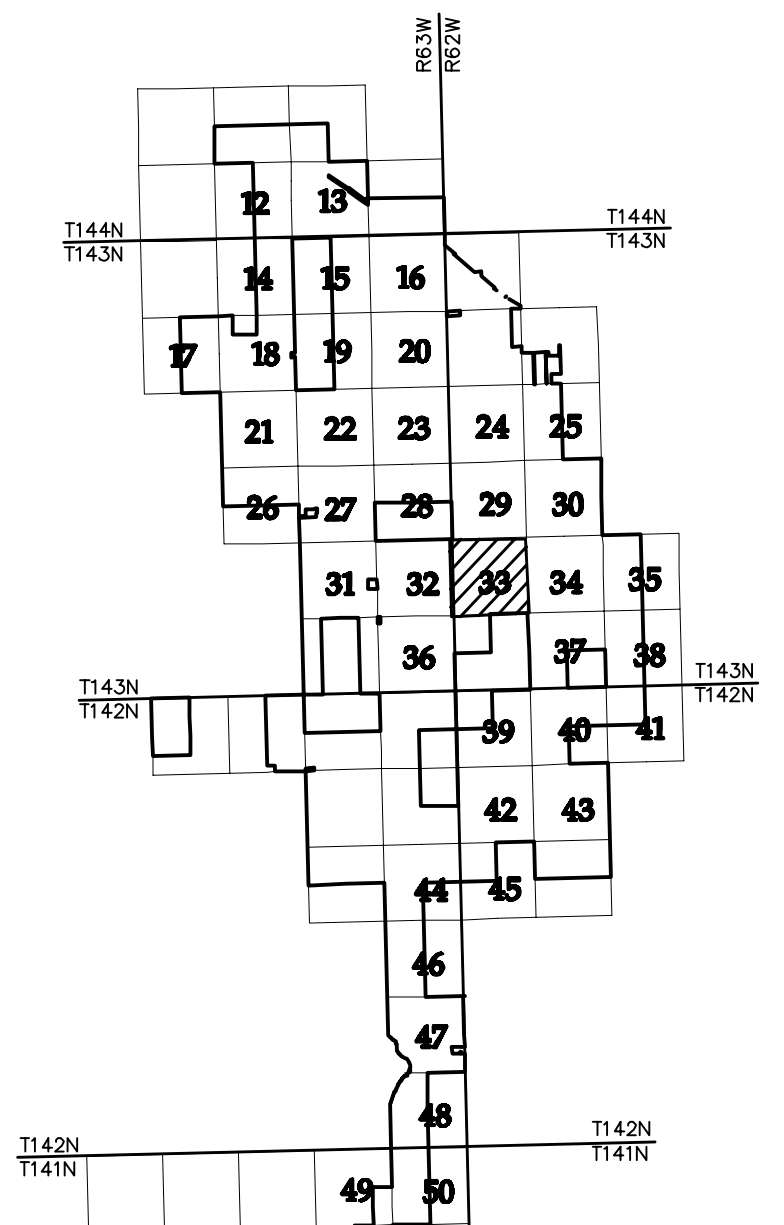 R63W
R62W
12 13
T144N T144N
T143N T143N
14 15 16
17 18 19 20
21 22 23 24 25
26 27 28 29 30
31 32 33 34 35
36 37 38
T143N T143N
T142N T142N
39 40 41
42 43
44 45
46
47
48
T142N T142N
T141N T141N
49 50